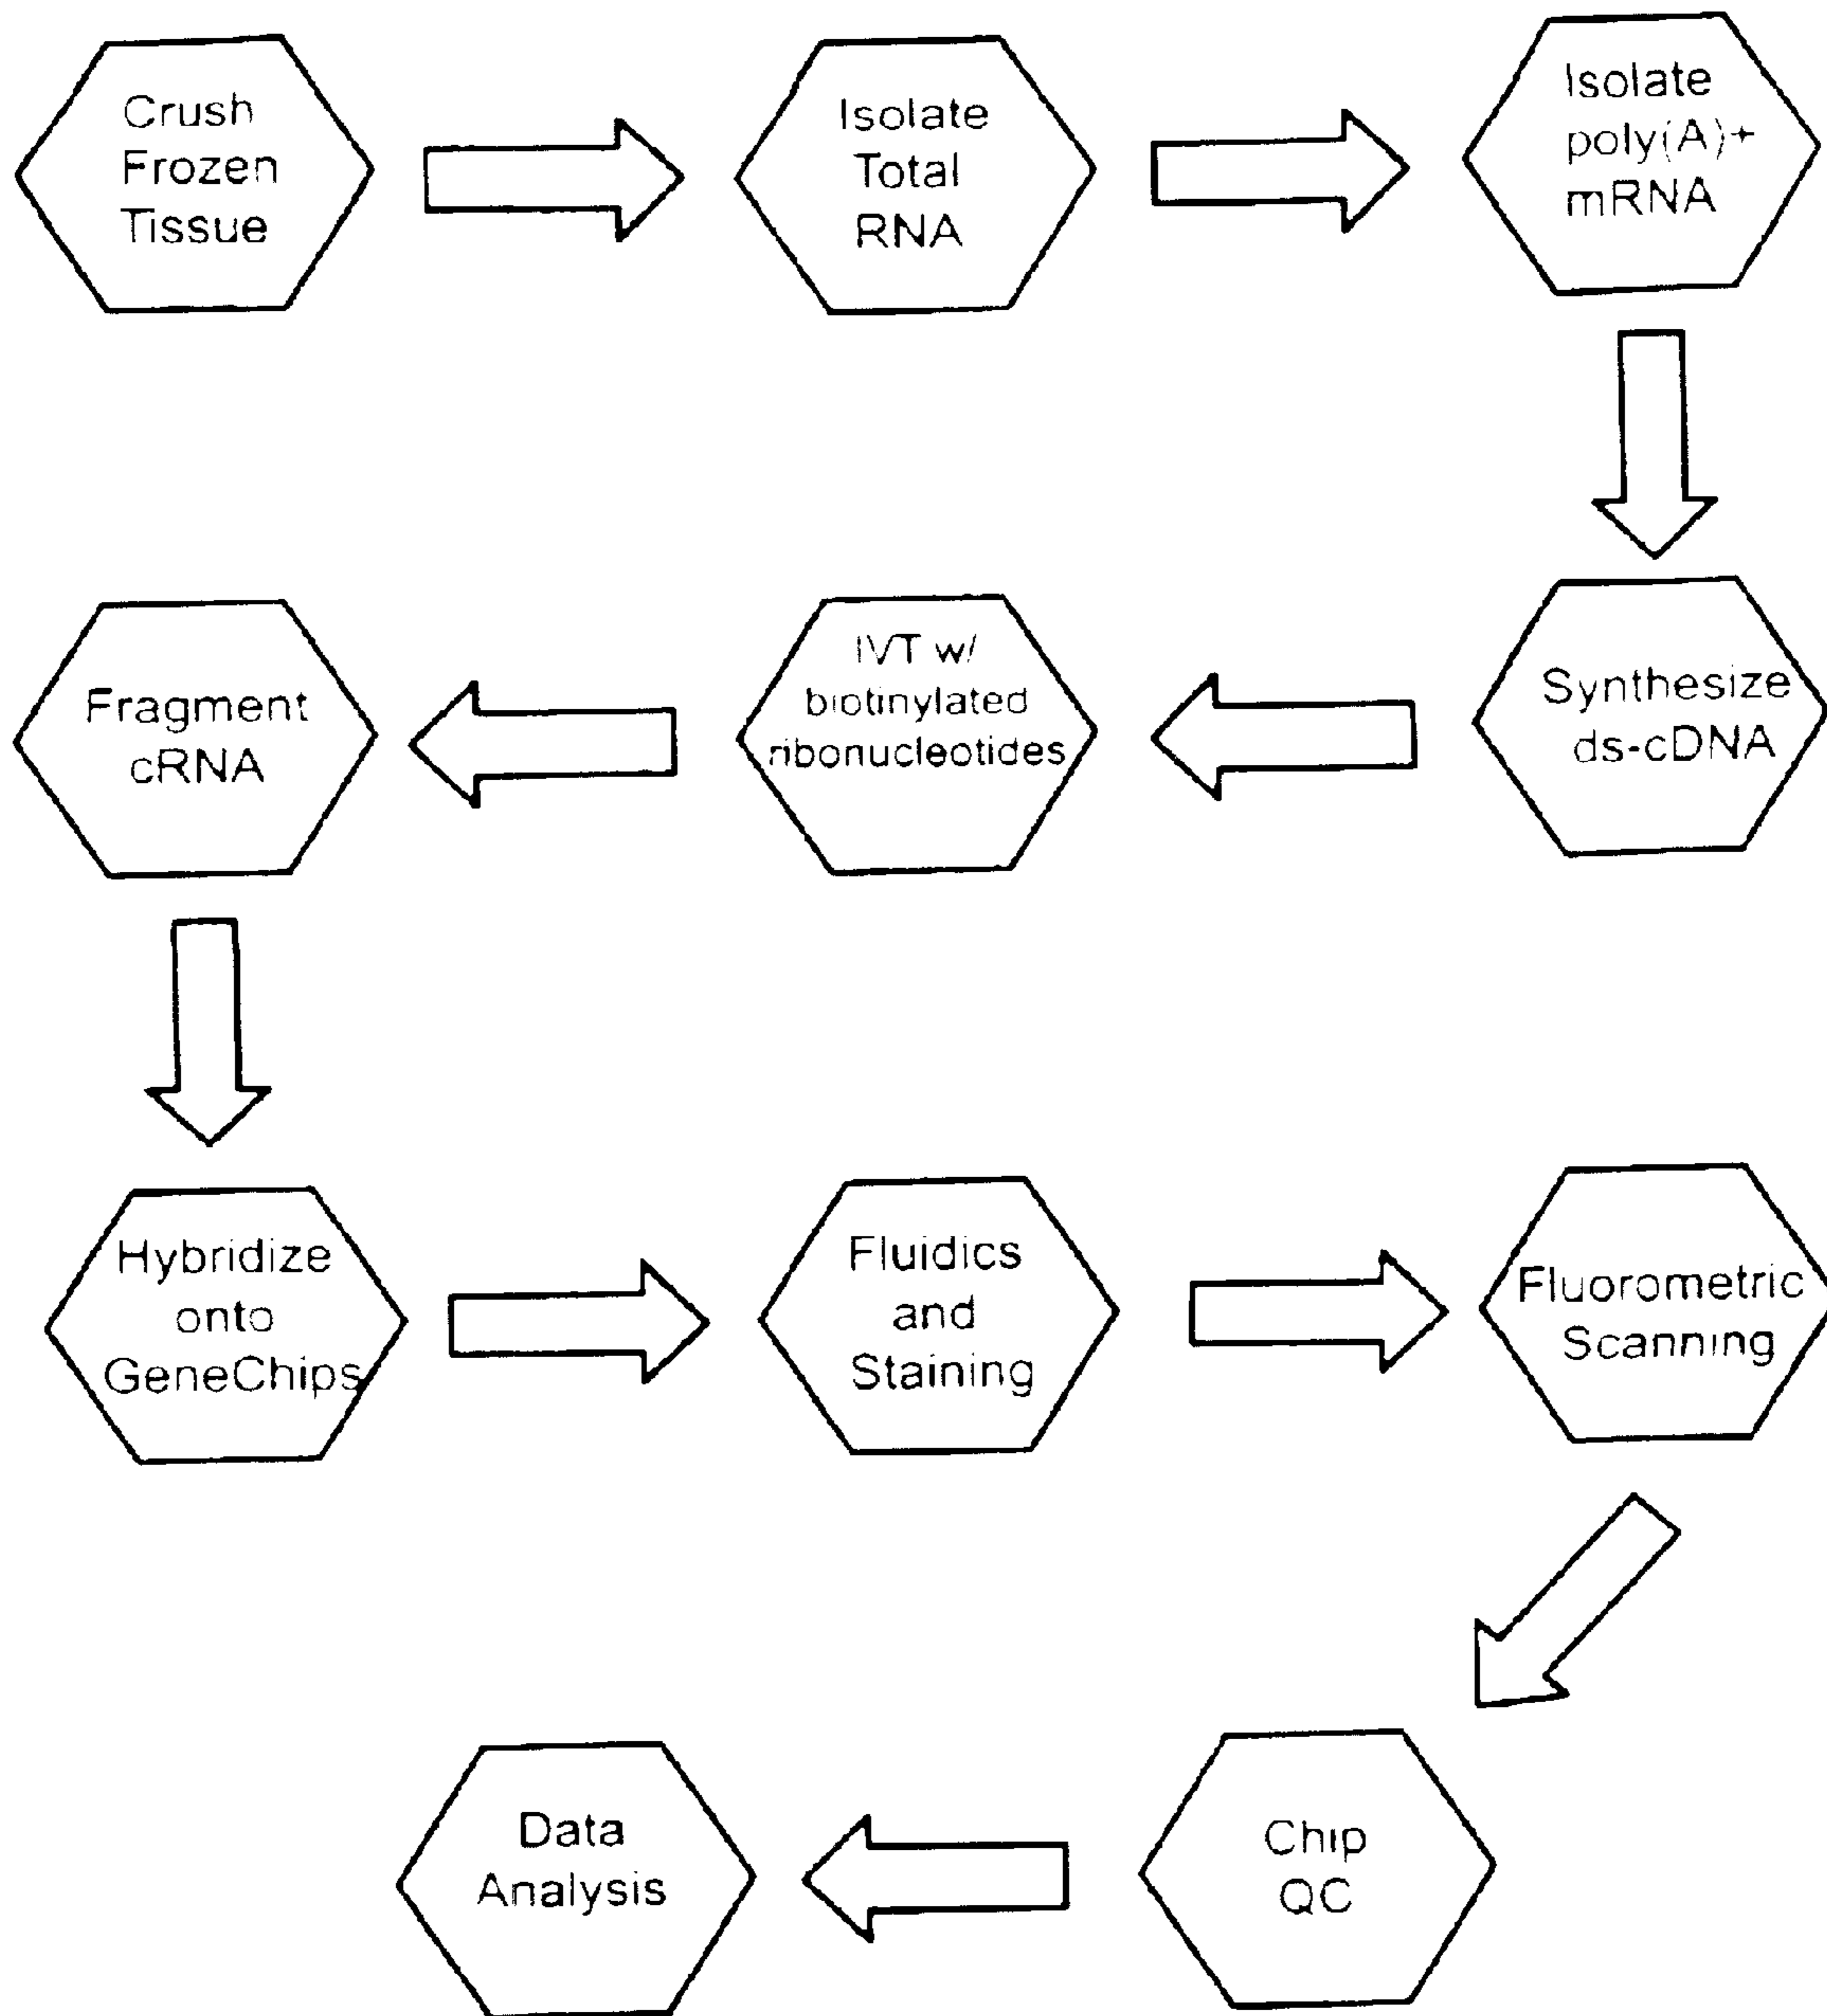 Crush
Frozen
Tissue
Isolate
Total
RNA
Isolate
poly(A)+
mRNA
Synthesize
ds-cDNA
IVT w/
biotinylated
ribonucleotides
Fragment
cRNA
Hybridize
onto
GeneChips
Fluidics
and
Staining
Fluorometric
Scanning
Chip
QC
Data
Analysis